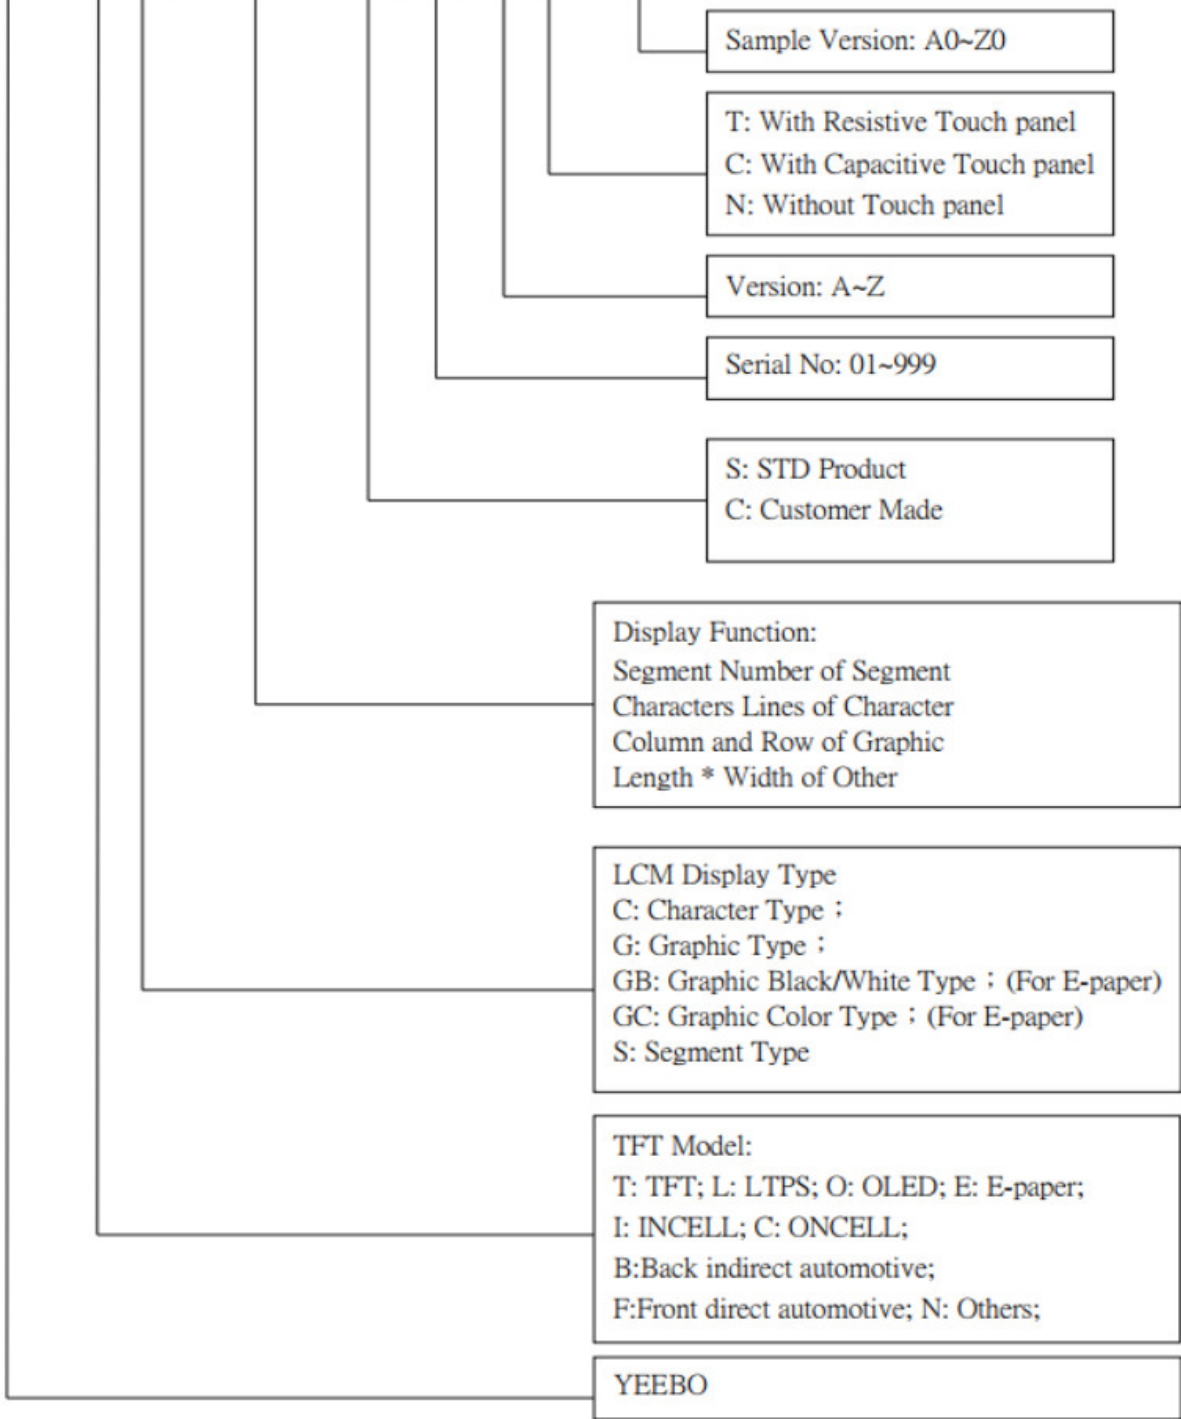 Sample Version: A0~Z0
T: With Resistive Touch panel
C: With Capacitive Touch panel
N: Without Touch panel
Version: A~Z
Serial No: 01~999
S: STD Product
C: Customer Made
Display Function:
Segment Number of Segment
Characters Lines of Character
Column and Row of Graphic
Length * Width of Other
LCM Display Type
C: Character Type；
G: Graphic Type；
GB: Graphic Black/White Type；(For E-paper)
GC: Graphic Color Type；(For E-paper)
S: Segment Type
TFT Model:
T: TFT; L: LTPS; O: OLED; E: E-paper;
I: INCELL; C: ONCELL;
B:Back indirect automotive;
F:Front direct automotive; N: Others;
YEEBO